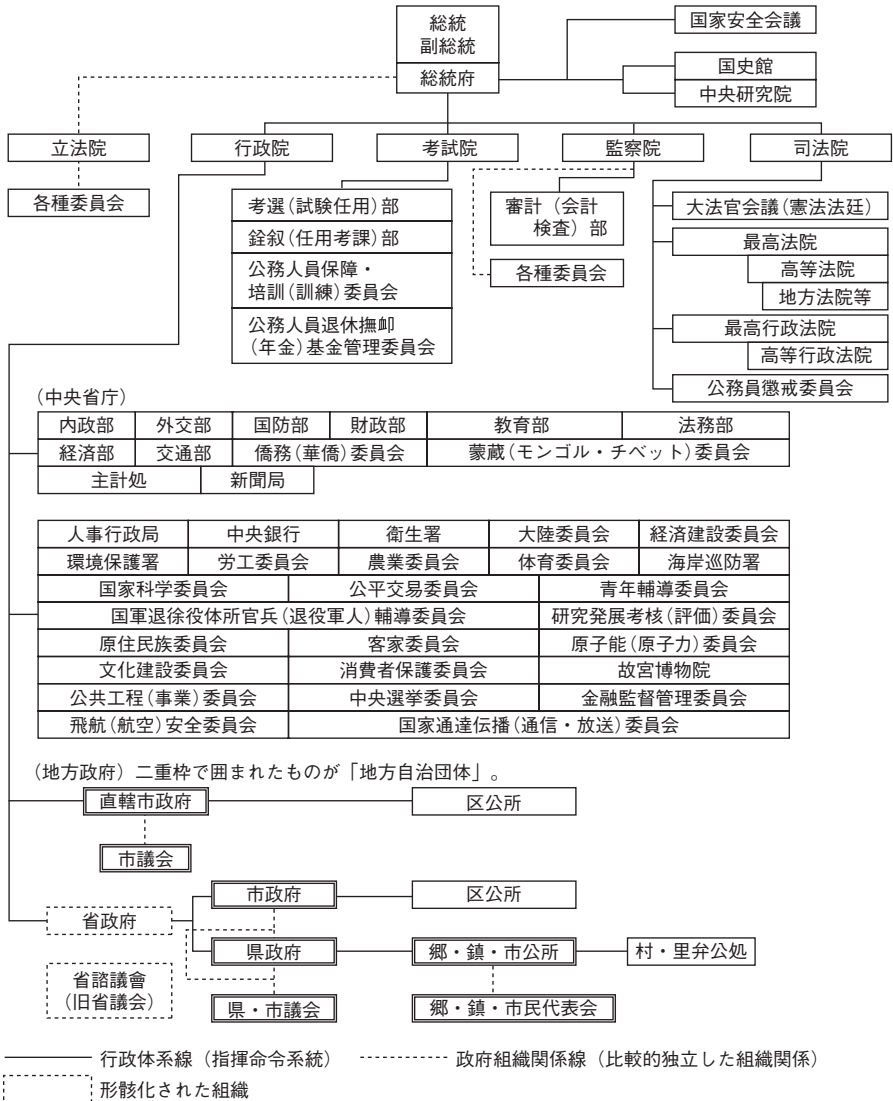 総統
副総統
総統府
国家安全会議
国史館
中央研究院
立法院
行政院
考試院
監察院
司法院
各種委員会
考選(試験任用)部
銓叙(任用考課)部
公務人員保障・
培訓(訓練)委員会
公務人員退休撫卹
(年金)基金管理委員会
審計(会計
検査)部
各種委員会
大法官会議(憲法法廷)
最高法院
高等法院
地方法院等
最高行政法院
高等行政法院
公務員懲戒委員会
(中央省庁)
内政部 外交部 国防部 財政部 教育部 法務部
経済部 交通部 僑務(華僑)委員会 蒙蔵(モンゴル・チベット)委員会
主計処 新聞局
人事行政局 中央銀行 衛生署 大陸委員会 経済建設委員会
環境保護署 労工委員会 農業委員会 体育委員会 海岸巡防署
国家科学委員会 公平交易委員会 青年輔導委員会
国軍退徐役体所官兵(退役軍人)輔導委員会 研究発展考核(評価)委員会
原住民族委員会 客家委員会 原子能(原子力)委員会
文化建設委員会 消費者保護委員会 故宮博物院
公共工程(事業)委員会 中央選挙委員会 金融監督管理委員会
飛航(航空)安全委員会 国家通達伝播(通信・放送)委員会
(地方政府)二重枠で囲まれたものが「地方自治団体」。
直轄市政府 区公所
市議会
市政府 区公所
省政府
県政府 郷・鎮・市公所 村・里弁公処
省諮議會
(旧省議会)
県・市議会 郷・鎮・市民代表会
行政体系線(指揮命令系統) 政府組織関係線(比較的独立した組織関係)
形骸化された組織